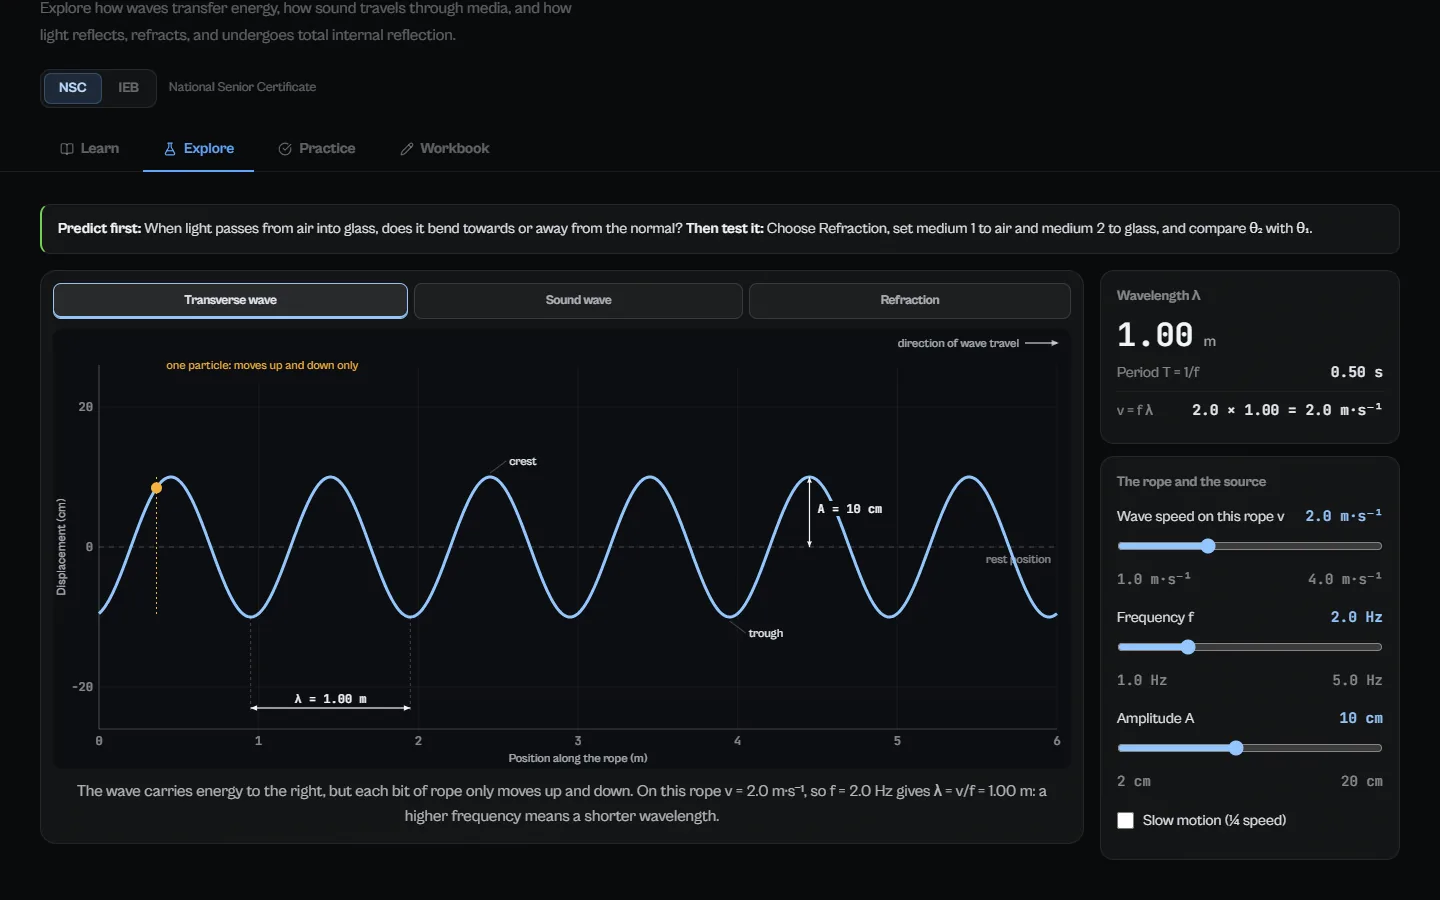 Explore how waves transfer energy, how sound travels through media, and how
light reflects, refracts, and undergoes total internal reflection.
NSC IEB National Senior Certificate
Learn Explore Practice Workbook
Predict first: When light passes from air into glass, does it bend towards or away from the normal? Then test it: Choose Refraction, set medium 1 to air and medium 2 to glass, and compare θ₂ with θ₁.
Transverse wave Sound wave Refraction
direction of wave travel
one particle: moves up and down only
20
crest
A = 10 cm
0
rest position
Displacement (cm)
trough
-20
λ = 1.00 m
0 1 2 3 4 5 6
Position along the rope (m)
The wave carries energy to the right, but each bit of rope only moves up and down. On this rope v = 2.0 m·s⁻¹, so f = 2.0 Hz gives λ = v/f = 1.00 m: a
higher frequency means a shorter wavelength.
Wavelength λ
1.00 m
Period T = 1/f 0.50 s
v = f λ 2.0 × 1.00 = 2.0 m·s⁻¹
The rope and the source
Wave speed on this rope v 2.0 m·s⁻¹
1.0 m·s⁻¹ 4.0 m·s⁻¹
Frequency f 2.0 Hz
1.0 Hz 5.0 Hz
Amplitude A 10 cm
2 cm 20 cm
Slow motion (¼ speed)